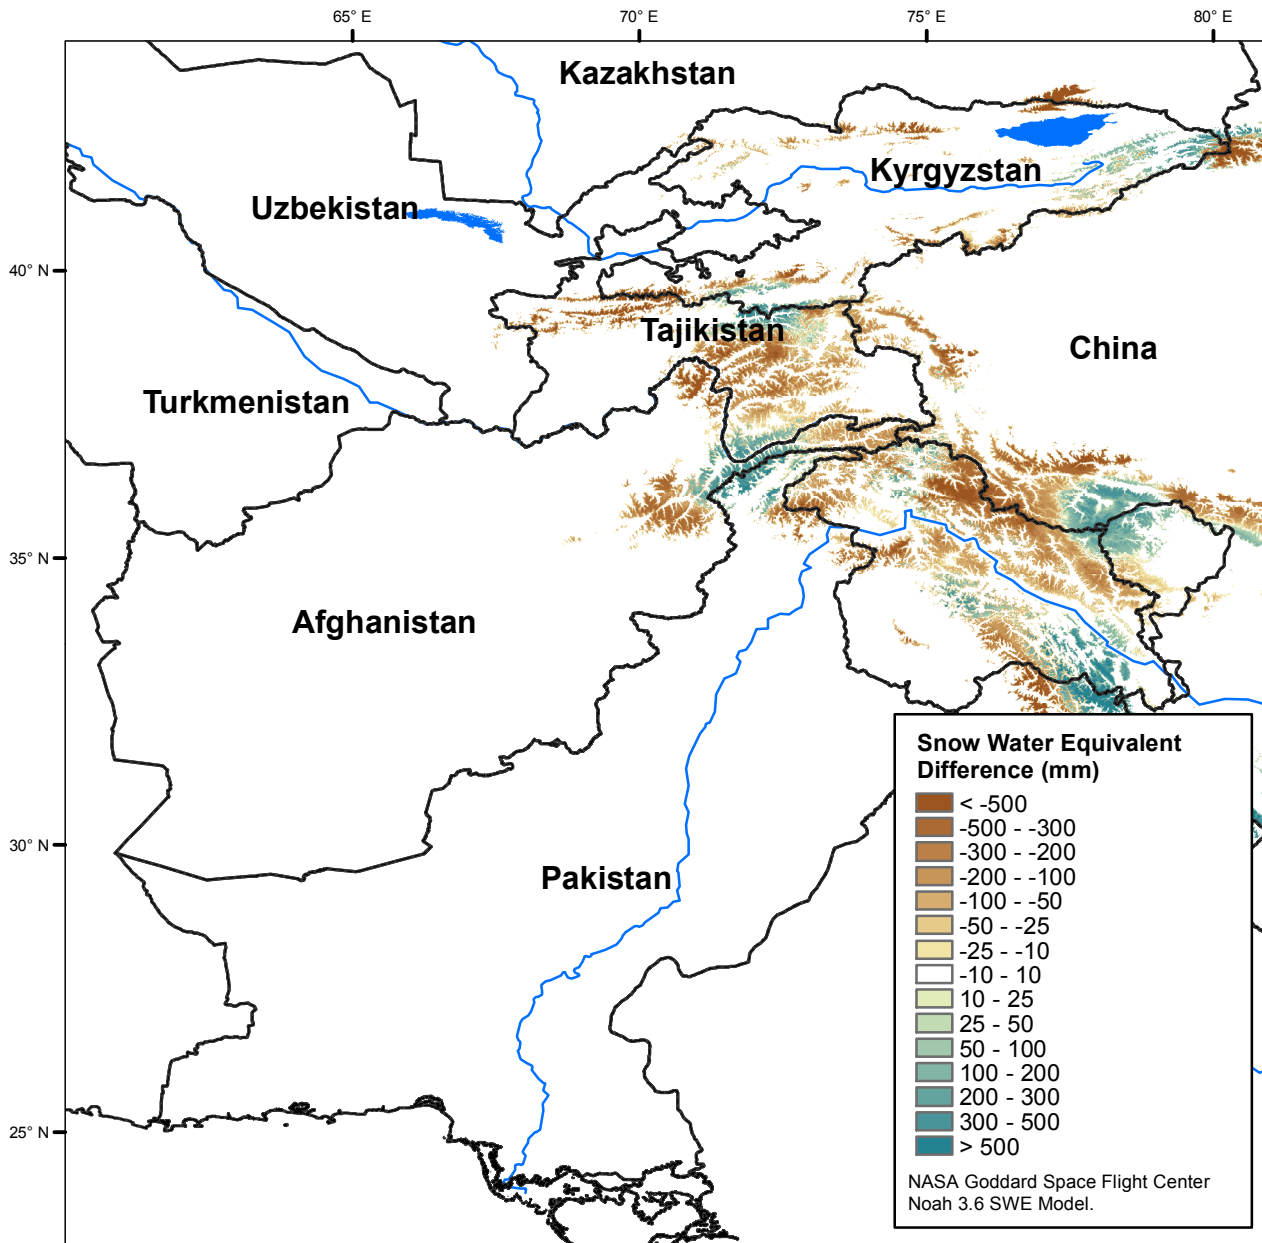 65° E
70° E
75° E
80° E
Kazakhstan
Kyrgyzstan
Uzbekistan
40° N
Tajikistan
China
Turkmenistan
35° N
Afghanistan
30° N
Pakistan
25° N
Snow Water Equivalent
Difference (mm)
< -500
-500 - -300
-300 - -200
-200 - -100
-100 - -50
-50 - -25
-25 - -10
-10 - 10
10 - 25
25 - 50
50 - 100
100 - 200
200 - 300
300 - 500
> 500
NASA Goddard Space Flight Center
Noah 3.6 SWE Model.